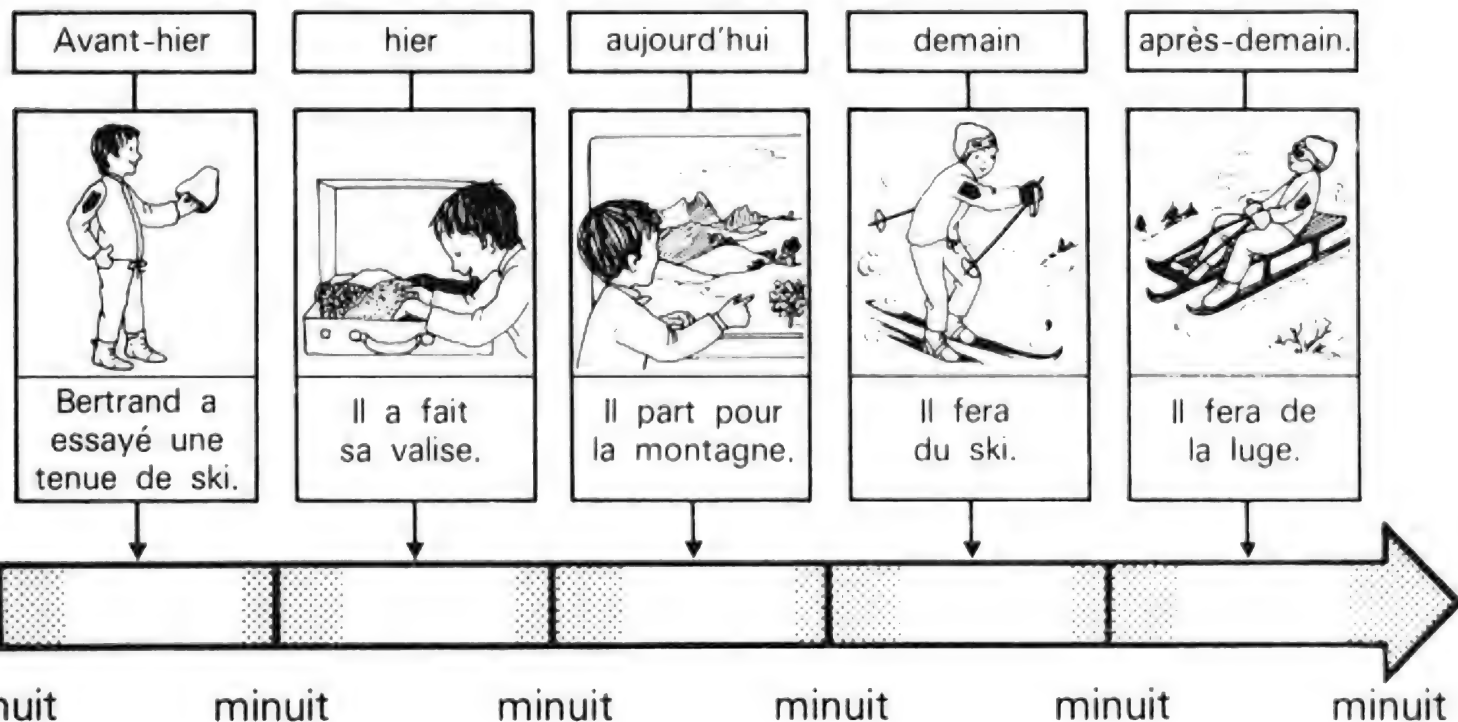 Avant-hier
hier
aujourd'hui
demain
après-demain.
Bertrand a
essayé une
tenue de ski.
Il a fait
sa valise.
Il part pour
la montagne.
Il fera
du ski.
Il fera de
la luge.
nuit minuit minuit minuit minuit minuit